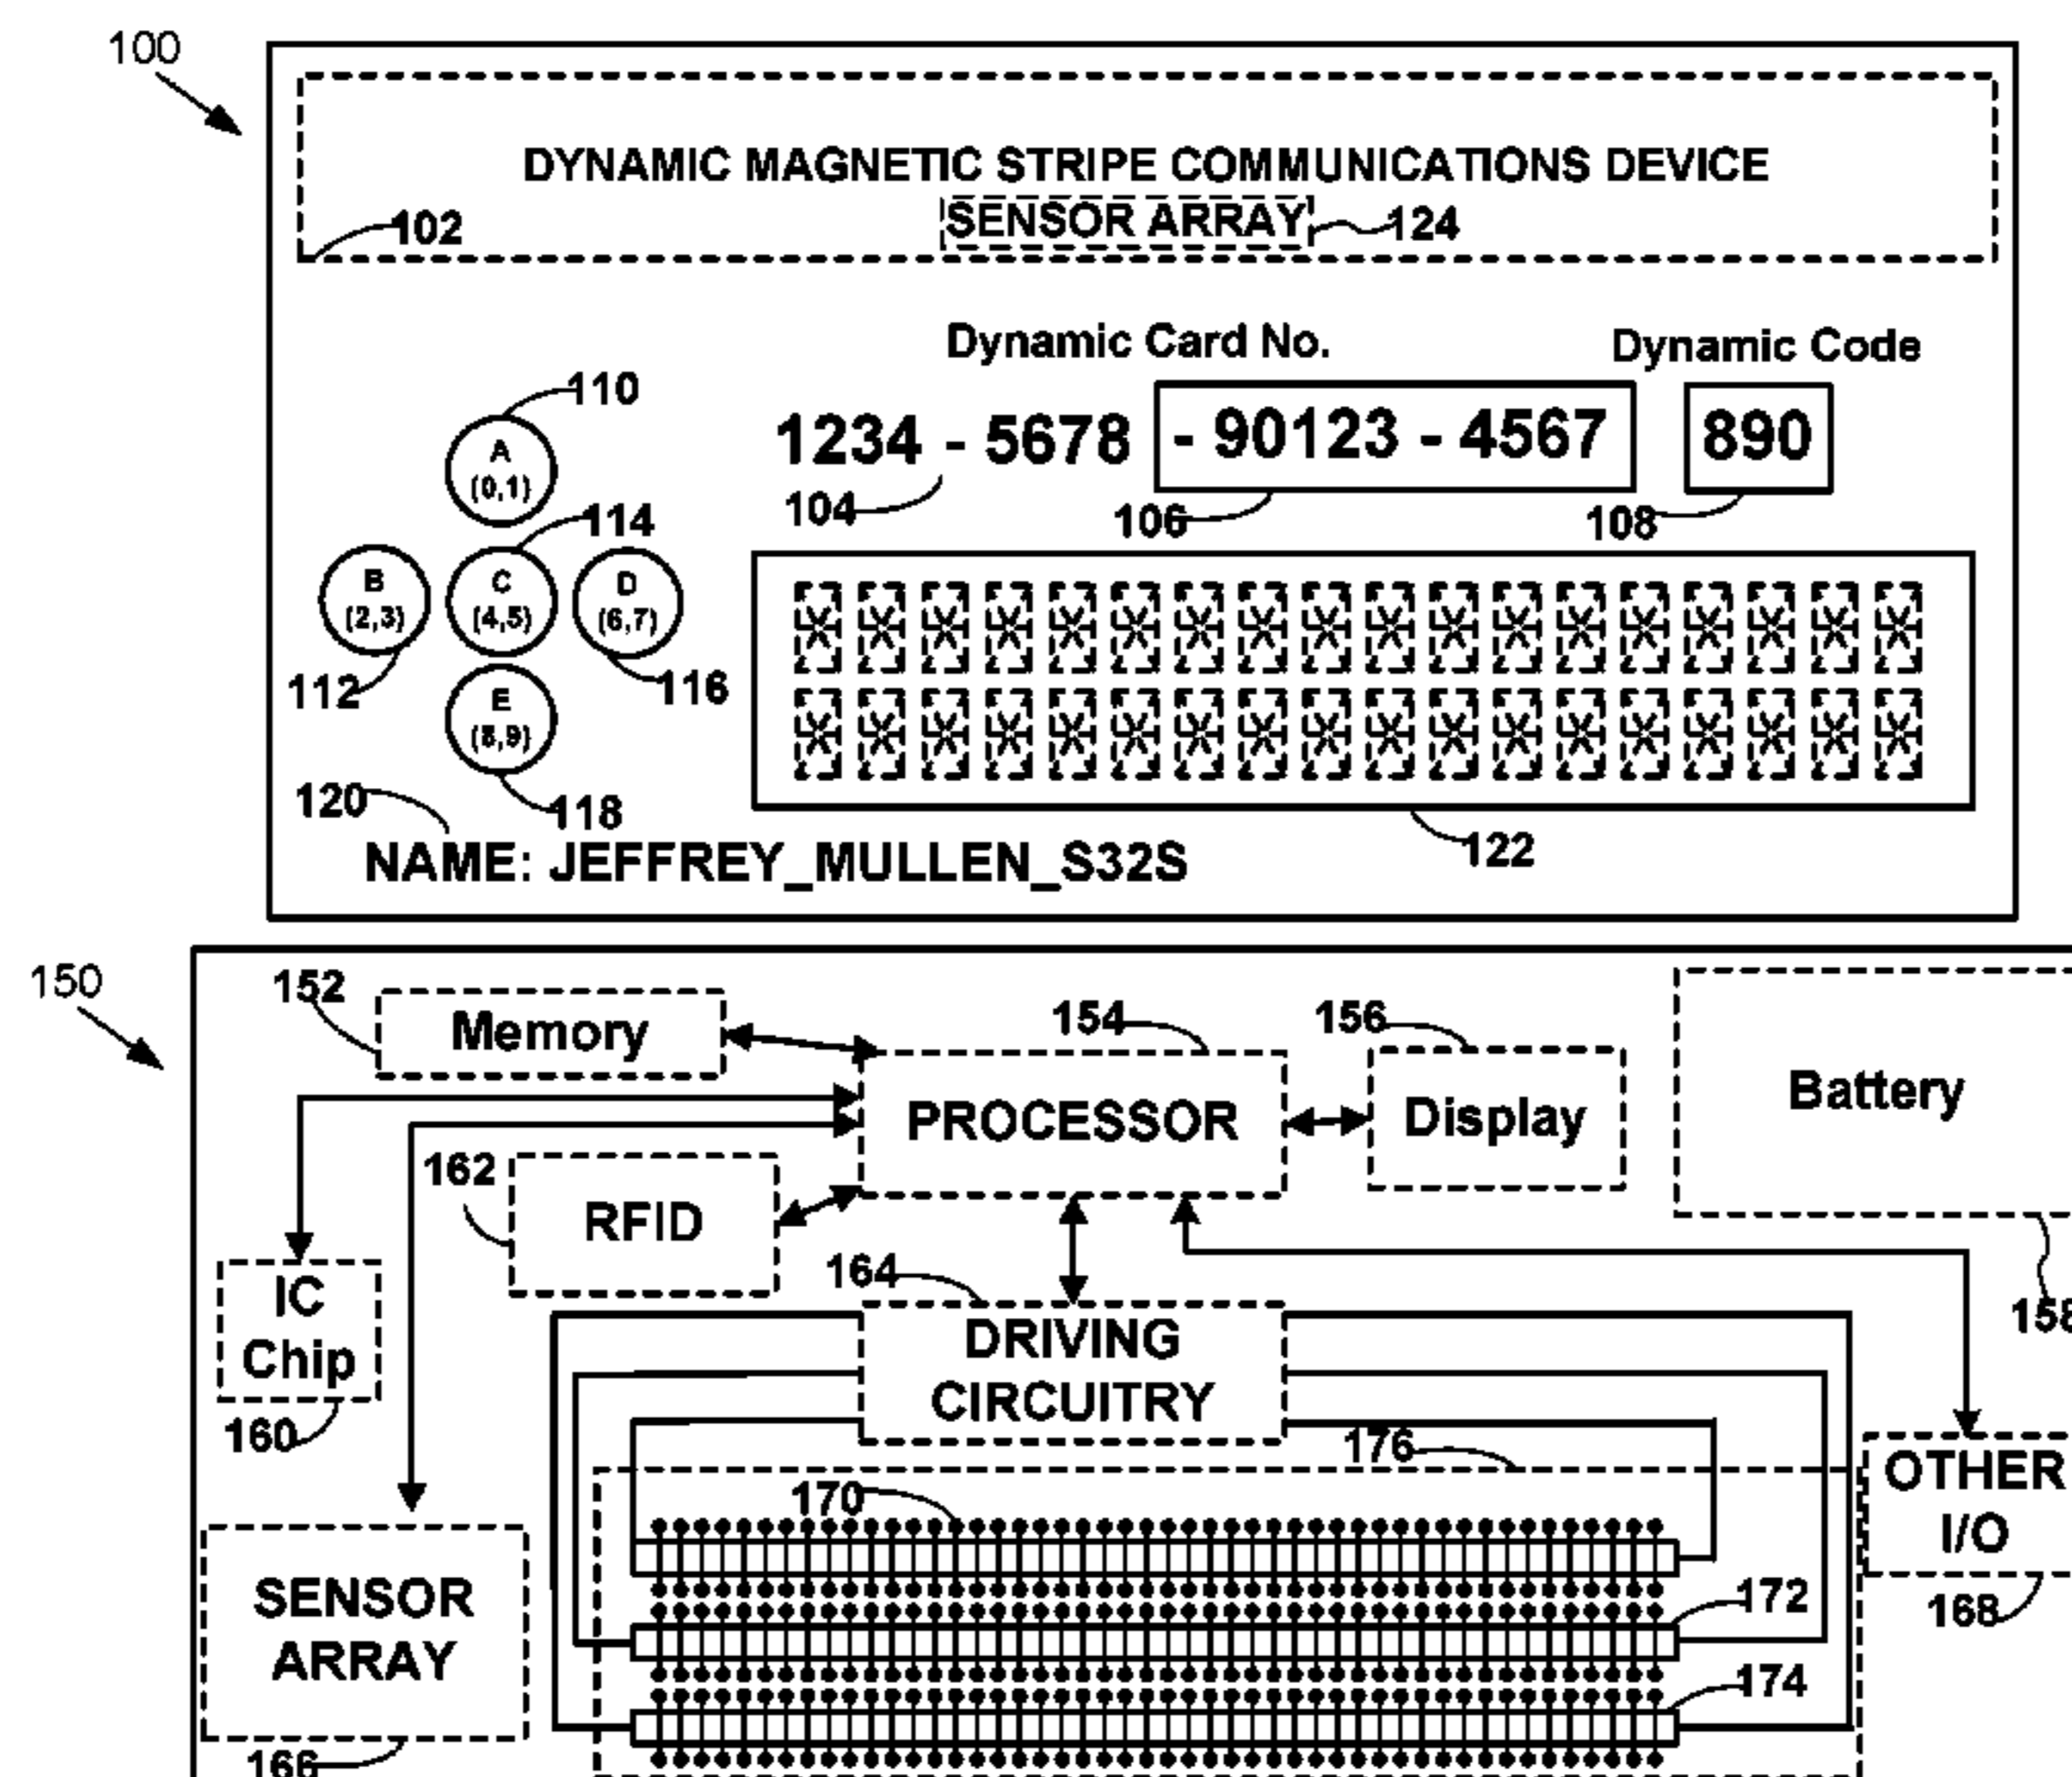 100
DYNAMIC MAGNETIC STRIPE COMMUNICATIONS DEVICE
102
SENSOR ARRAY
124
Dynamic Card No.
Dynamic Code
110
A
(0,1)
1234 - 5678 - 90123 - 4567
890
104
106
108
114
B
(2,3)
C
(4,5)
D
(6,7)
112
116
E
(8,9)
120
118
122
NAME: JEFFREY_MULLEN_S32S
150
152
Memory
154
156
PROCESSOR
Display
Battery
162
RFID
164
158
IC
Chip
DRIVING
CIRCUITRY
160
176
170
OTHER
I/O
SENSOR
ARRAY
172
168
174
166